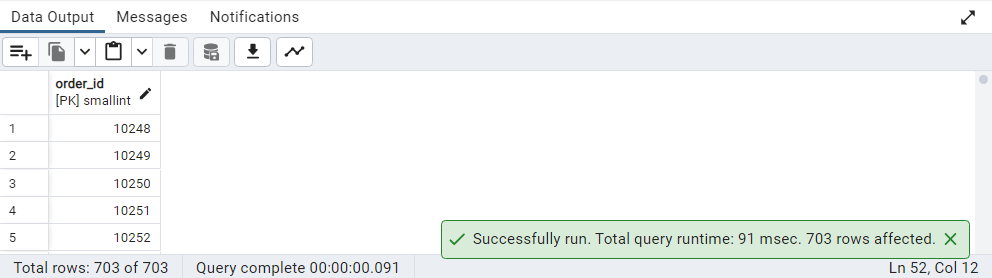 Data Output Messages Notifications
order_id
[PK] smallint
1 10248
2 10249
3 10250
4 10251
5 10252
Successfully run. Total query runtime: 91 msec. 703 rows affected.
Total rows: 703 of 703 Query complete 00:00:00.091 Ln 52, Col 12